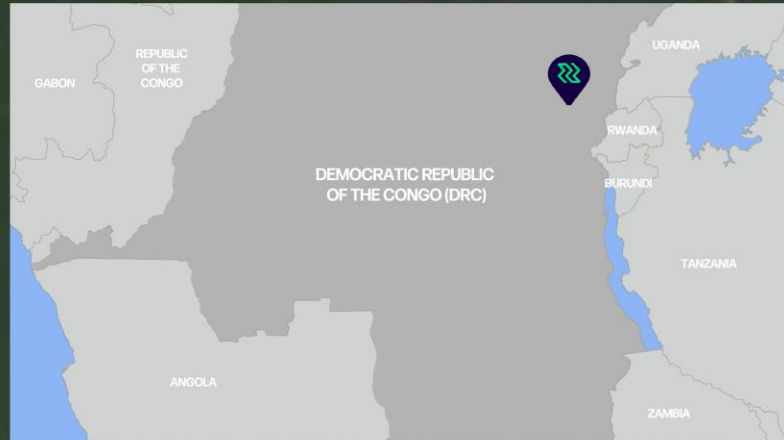 UGANDA
REPUBLIC
OF THE
CONGO
GABON
RWANDA
DEMOCRATIC REPUBLIC
OF THE CONGO (DRC)
BURUNDI
TANZANIA
ANGOLA
ZAMBIA